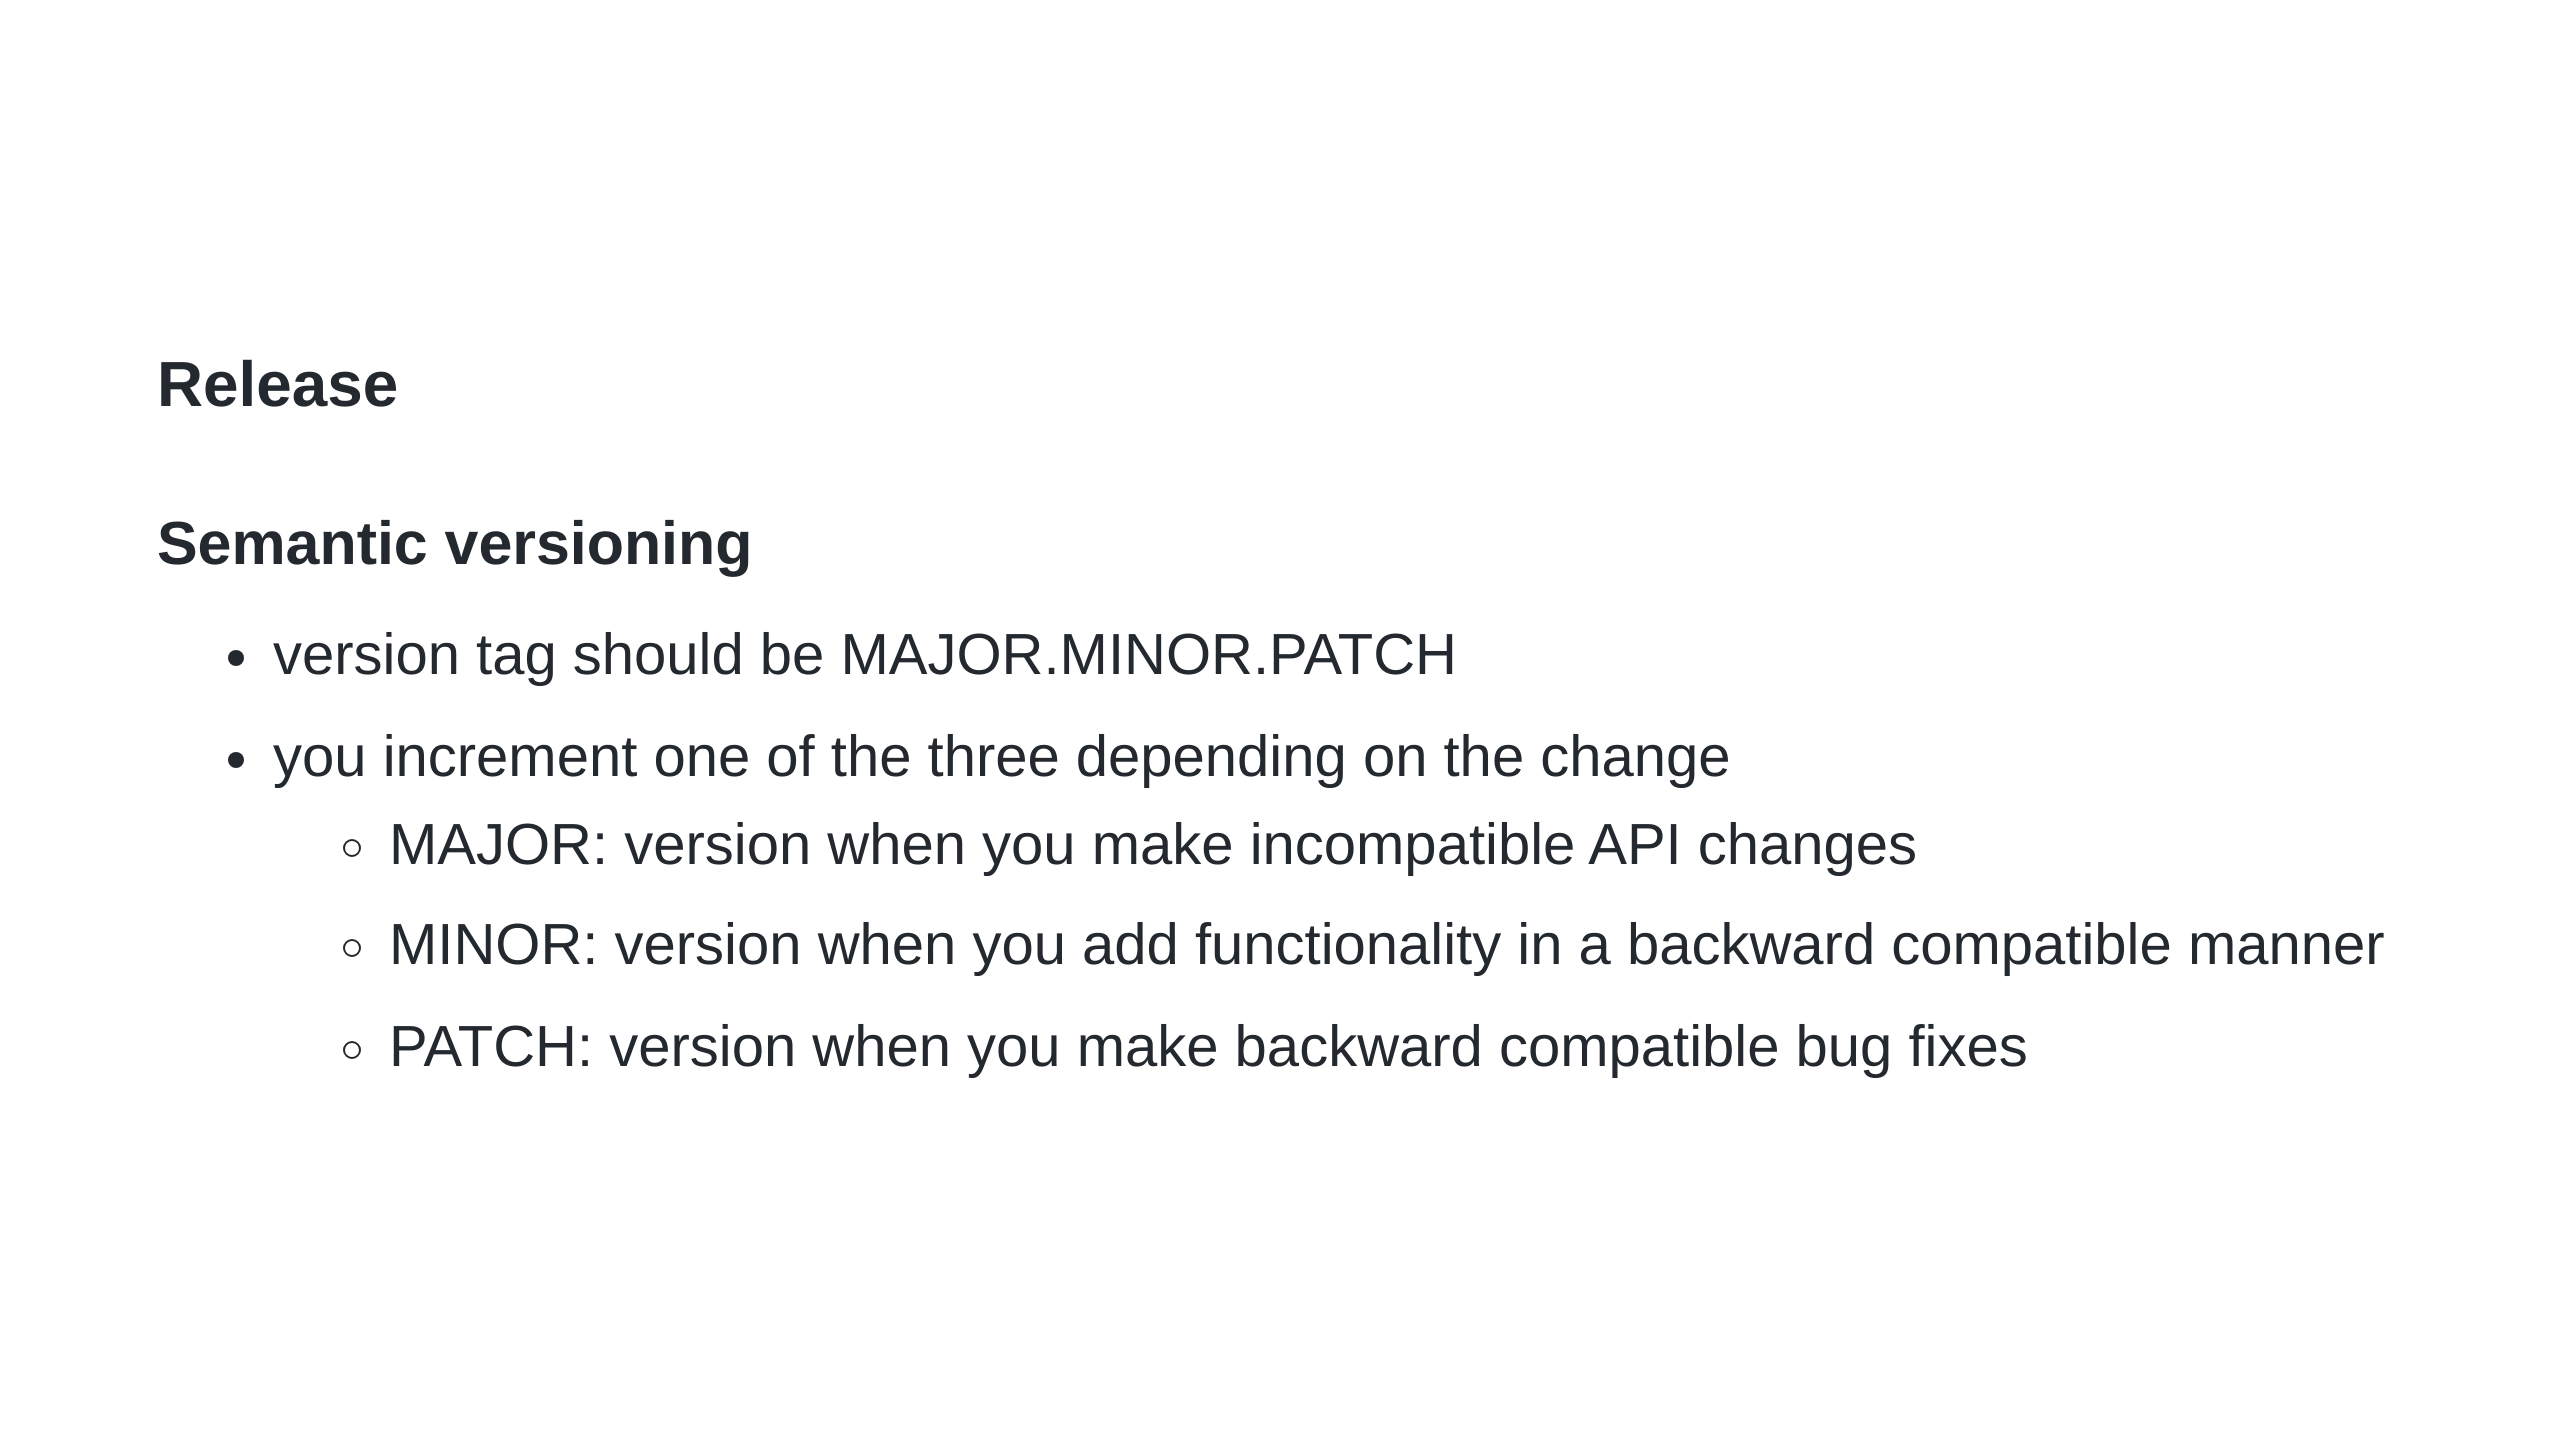 Release
Semantic versioning
• version tag should be MAJOR.MINOR.PATCH
• you increment one of the three depending on the change
◦ MAJOR: version when you make incompatible API changes
◦ MINOR: version when you add functionality in a backward compatible manner
◦ PATCH: version when you make backward compatible bug fixes